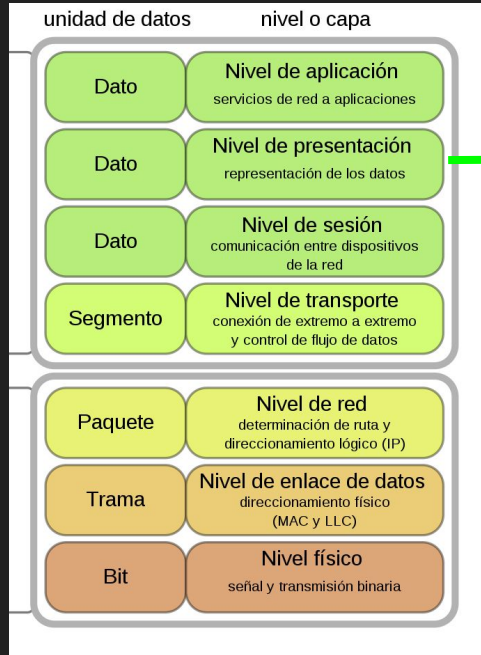 unidad de datos nivel o capa
Dato
Nivel de aplicación
servicios de red a aplicaciones
Dato
Nivel de presentación
representación de los datos
Dato
Nivel de sesión
comunicación entre dispositivos
de la red
Segmento
Nivel de transporte
conexión de extremo a extremo
y control de flujo de datos
Paquete
Nivel de red
determinación de ruta y
direccionamiento lógico (IP)
Trama
Nivel de enlace de datos
direccionamiento físico
(MAC y LLC)
Bit
Nivel físico
señal y transmisión binaria